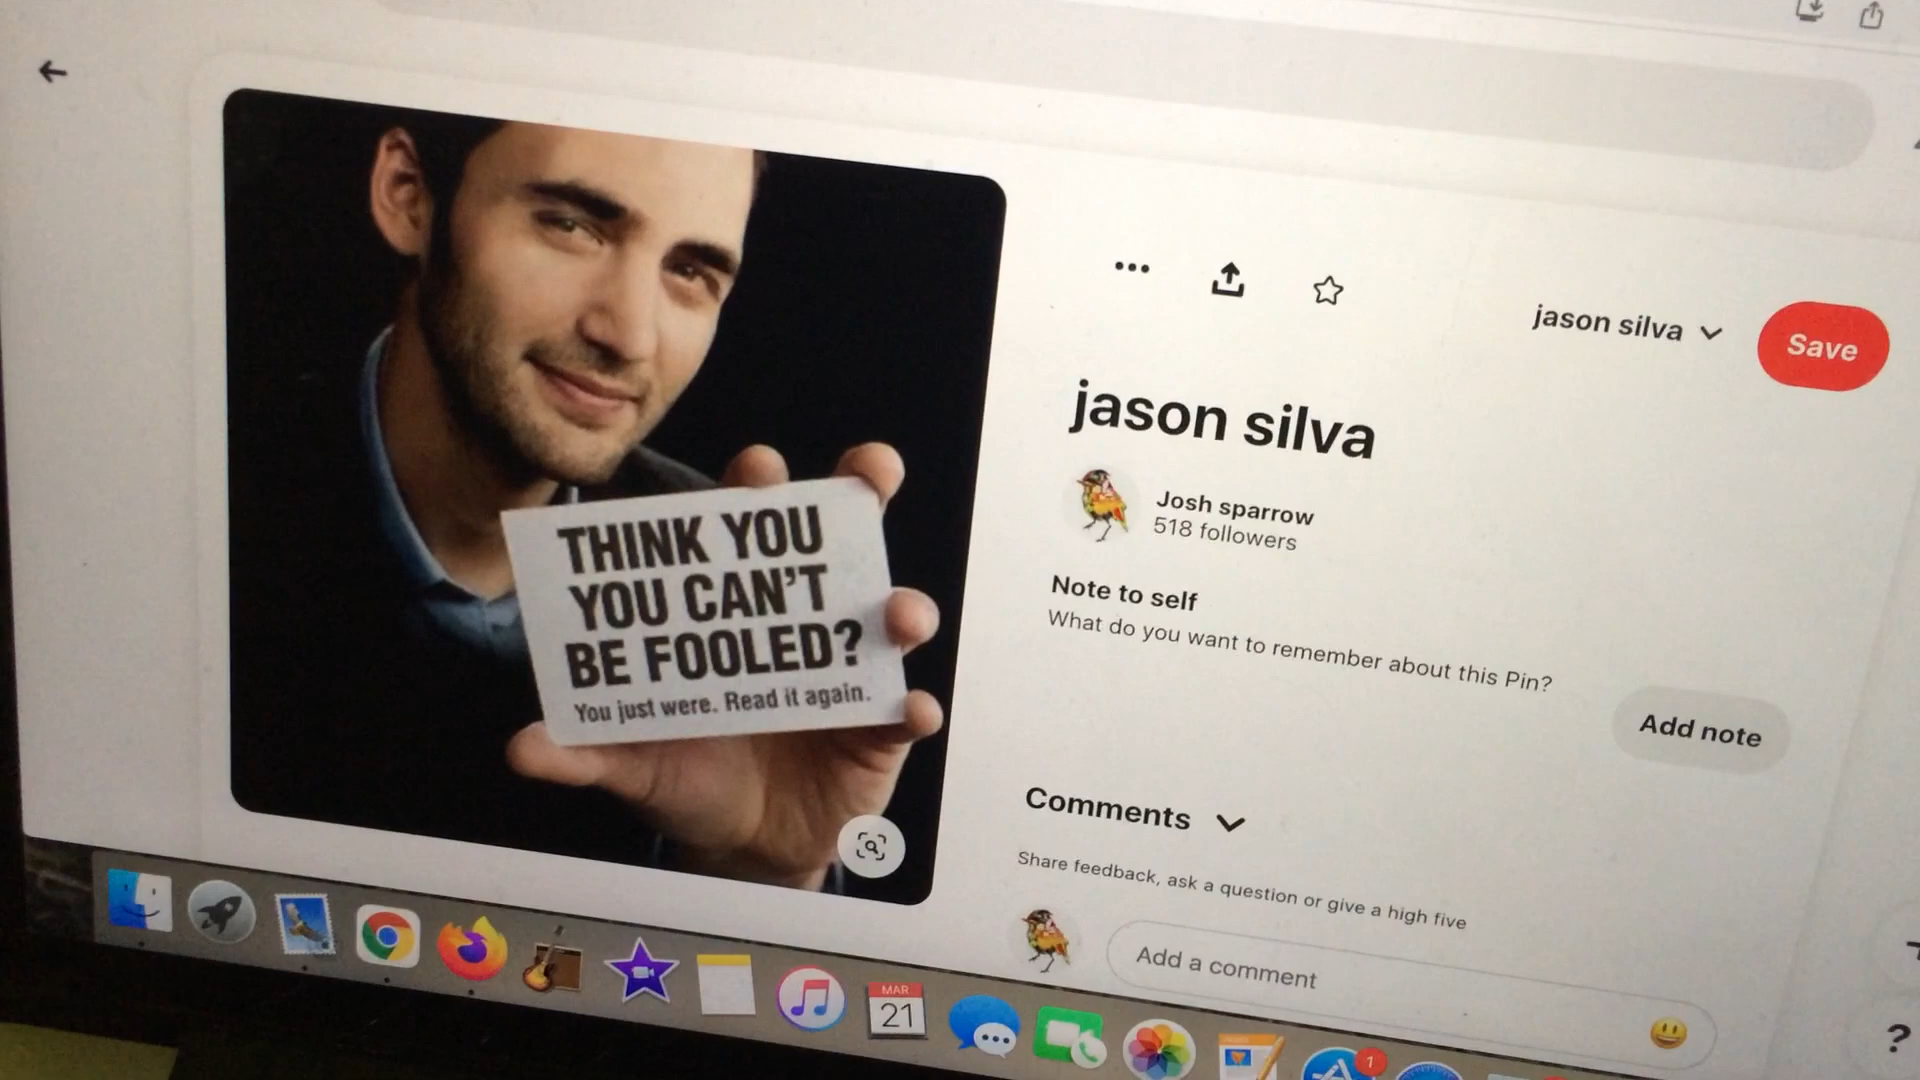 jason silva
Save
jason silva
Josh sparrow
518 followers
Note to self
What do you want to remember about this Pin?
Add note
Comments
Share feedback, ask a question or give a high five
Add a comment
THINK YOU
YOU CAN'T
BE FOOLED?
You just were. Read it again.
MAR
21
1
?